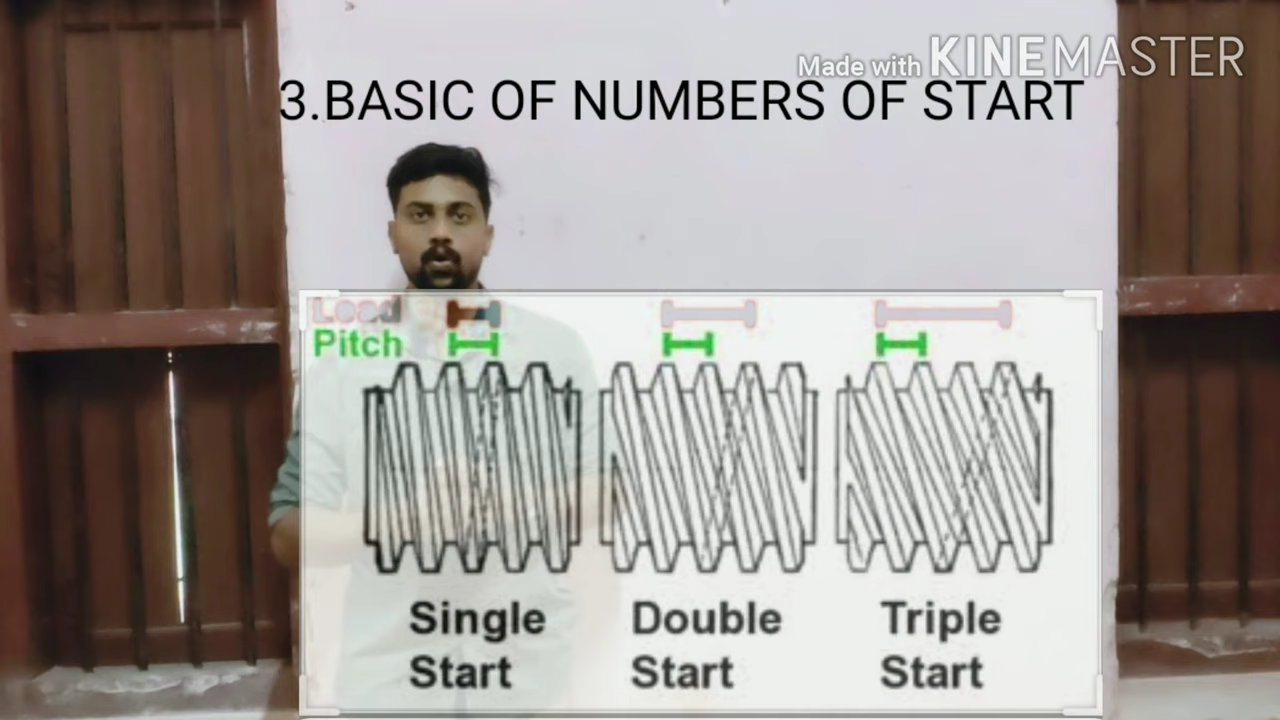 Made with KINEMASTER
3.BASIC OF NUMBERS OF START
Lead
Pitch
Single Start
Double Start
Triple Start